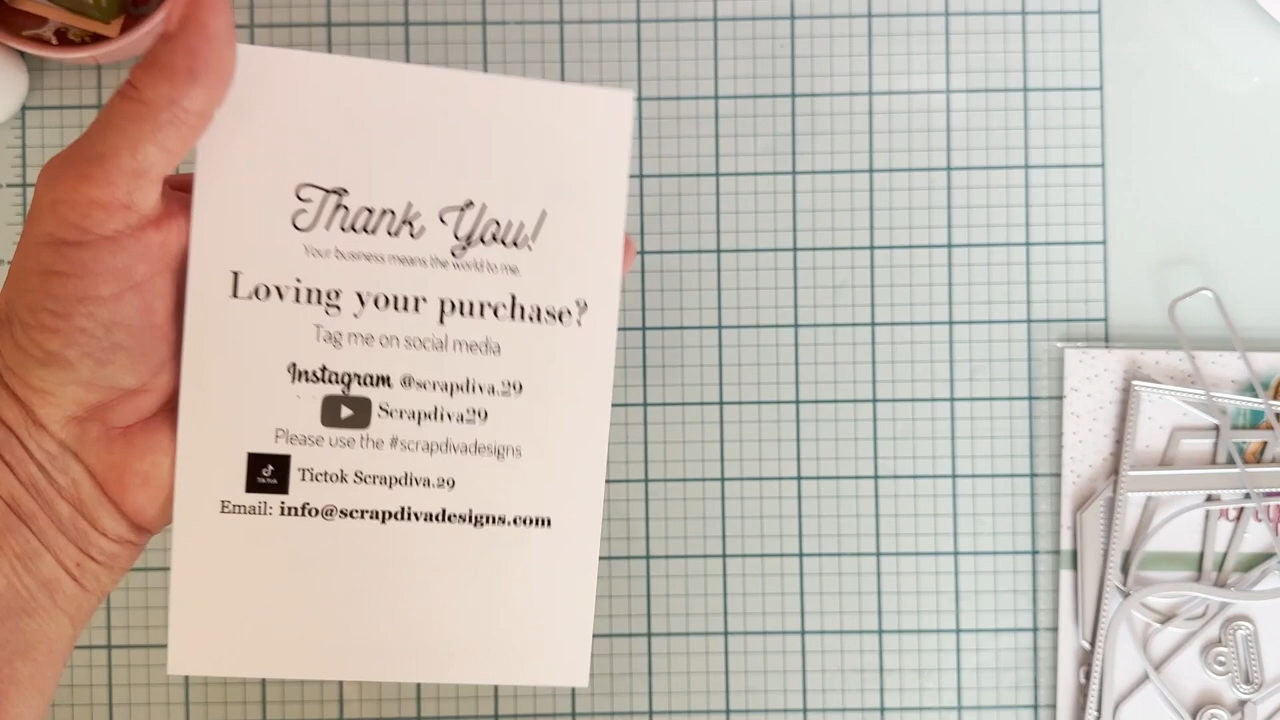 Thank You!
Your business means the world to me.
Loving your purchase?
Tag me on social media
Instagram @scrapdiva.29
Scrapdiva29
Please use the #scrapdivadesigns
TikTok Tictok Scrapdiva.29
Email: info@scrapdivadesigns.com